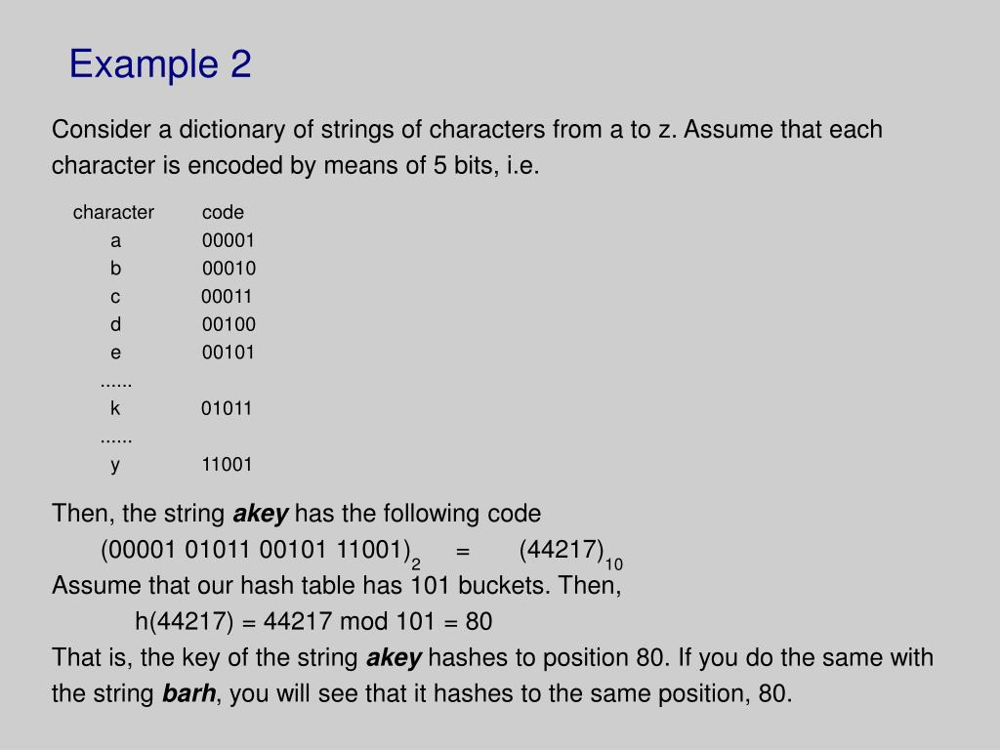 Example 2
Consider a dictionary of strings of characters from a to z. Assume that each
character is encoded by means of 5 bits, i.e.
character code
a 00001
b 00010
c 00011
d 00100
e 00101
......
k 01011
......
y 11001
Then, the string akey has the following code
(00001 01011 00101 11001)2 = (44217)10
Assume that our hash table has 101 buckets. Then,
h(44217) = 44217 mod 101 = 80
That is, the key of the string akey hashes to position 80. If you do the same with
the string barh, you will see that it hashes to the same position, 80.